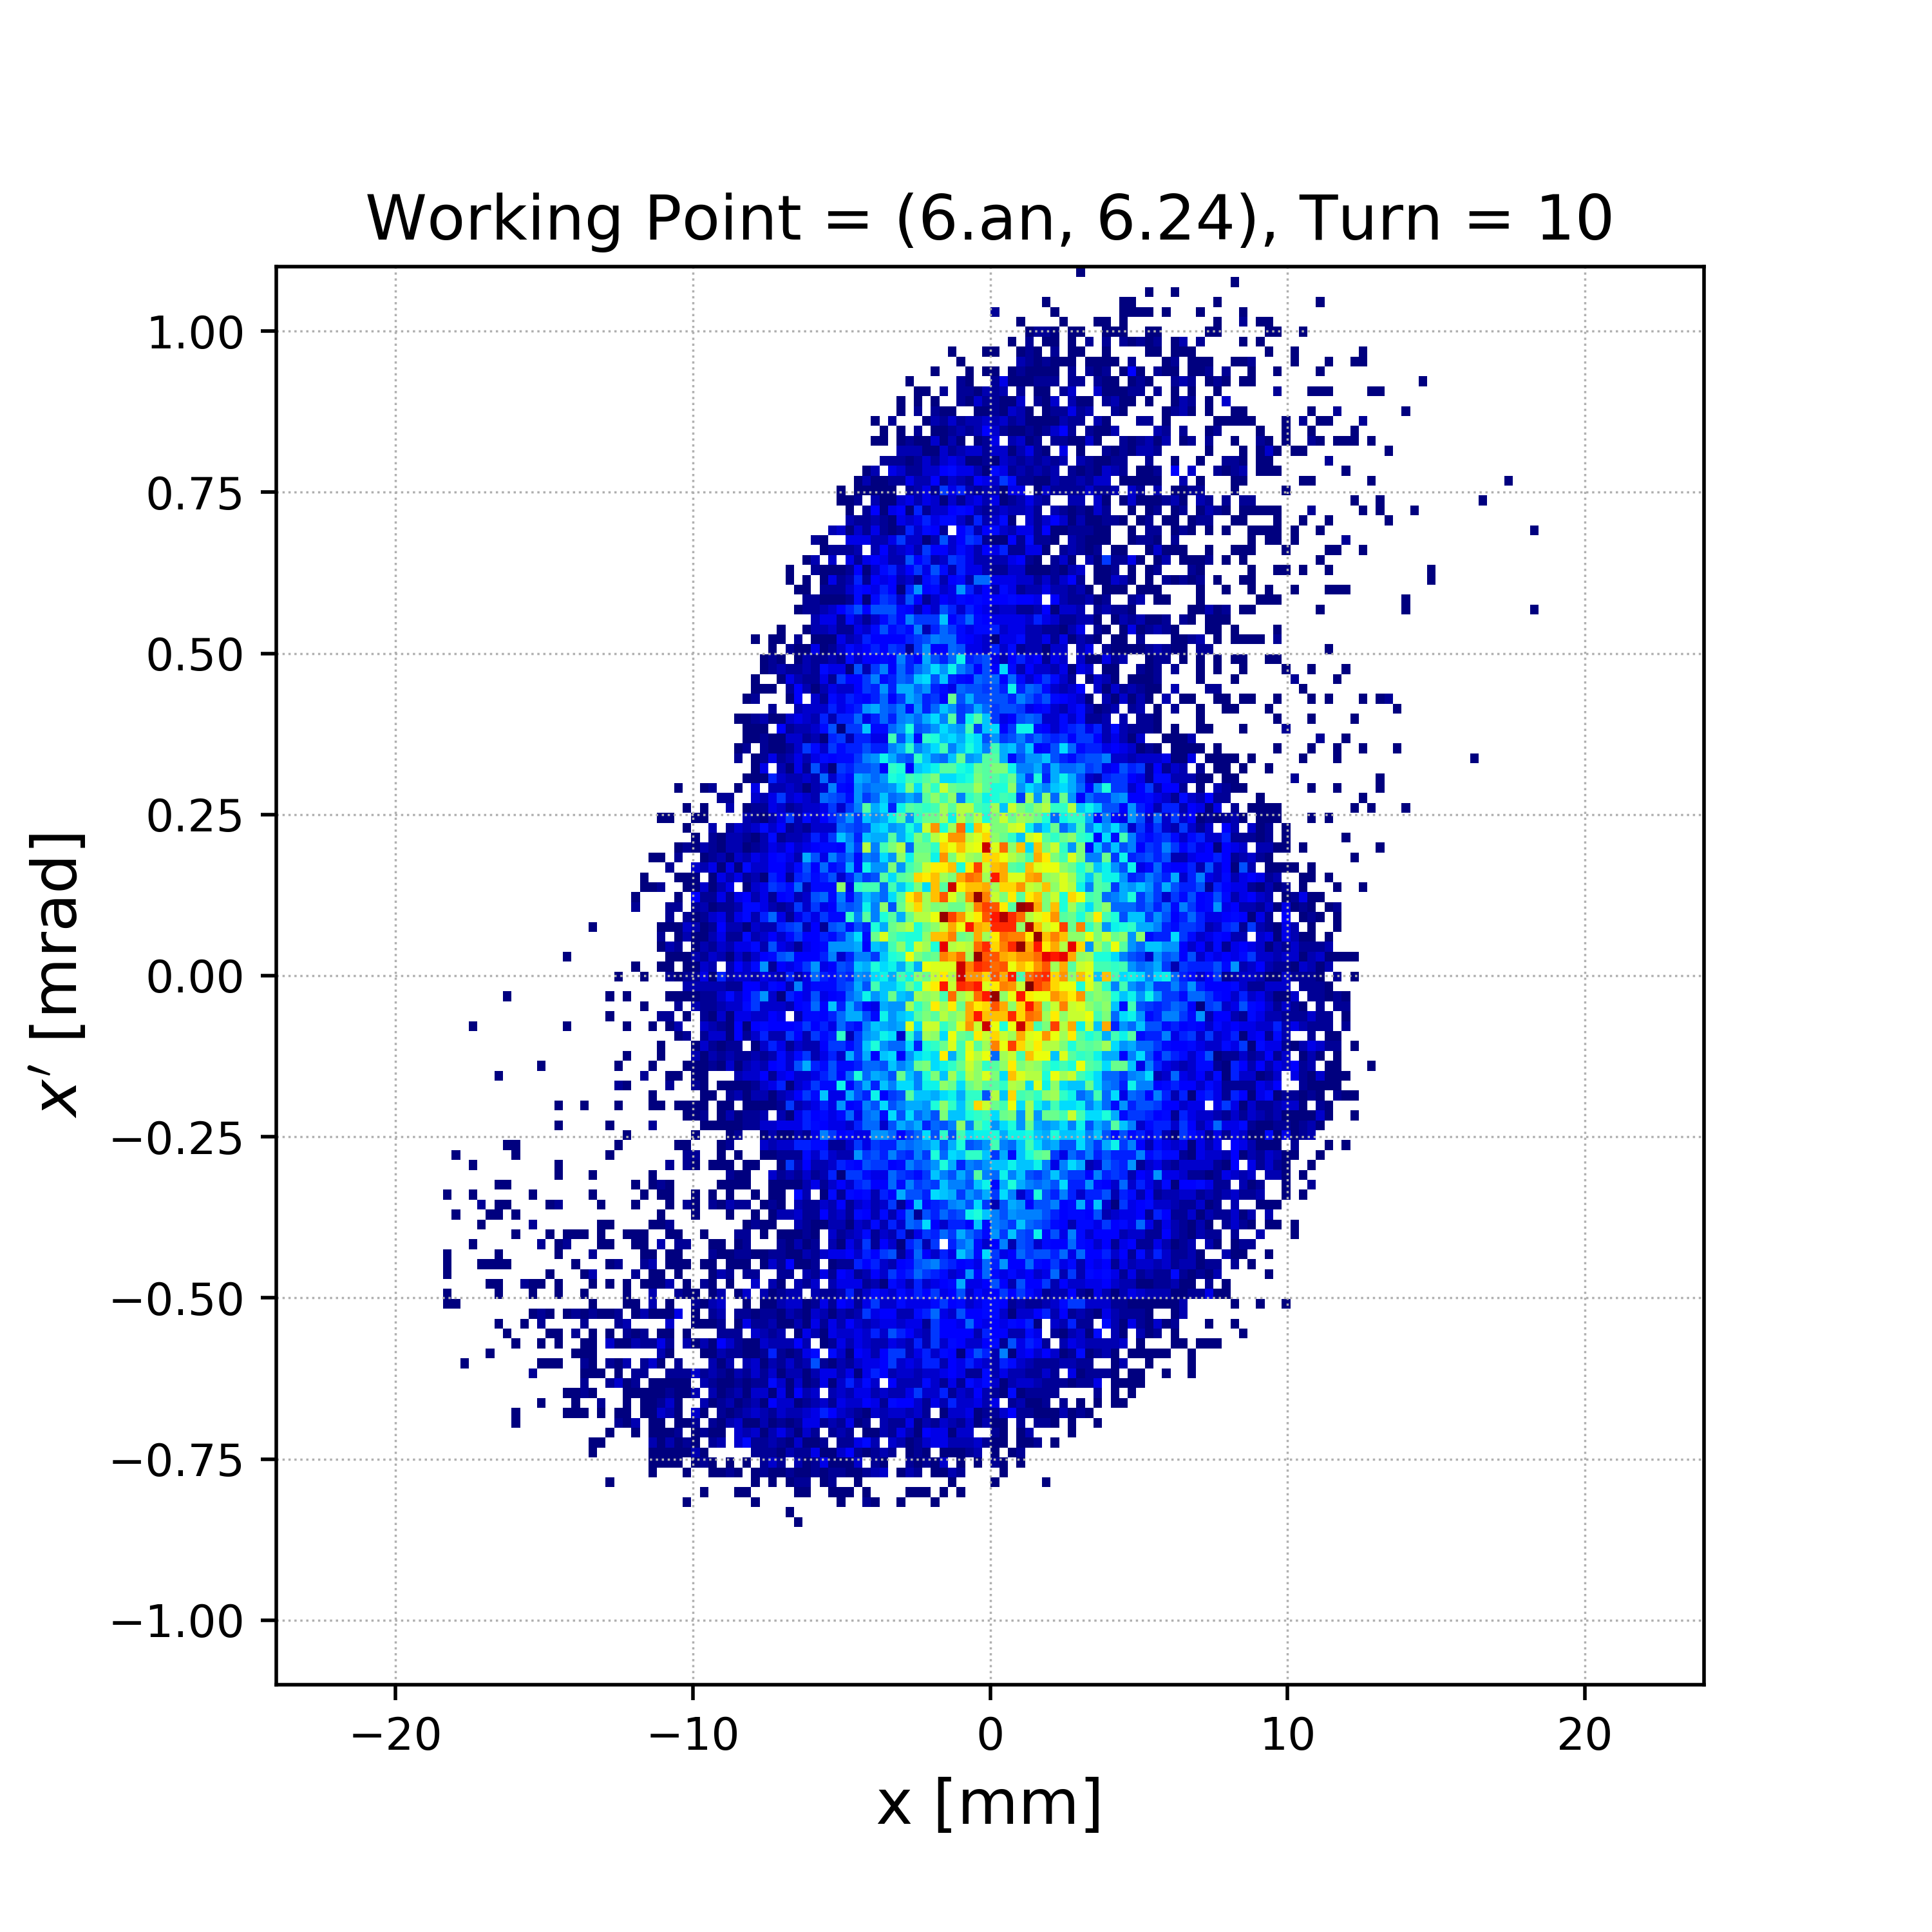 Working Point = (6.an, 6.24), Turn = 10
1.00
0.75
0.50
0.25
0.00
−0.25
−0.50
−0.75
−1.00
x′ [mrad]
−20 −10 0 10 20
x [mm]